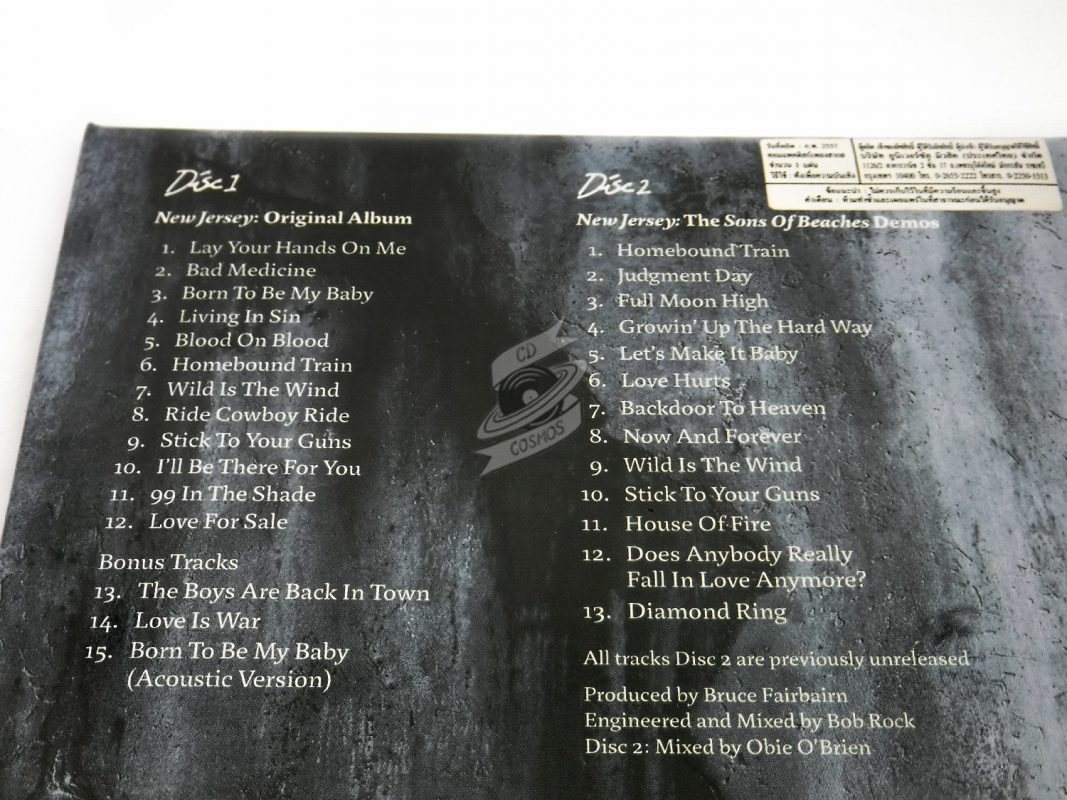 Disc 1
New Jersey: Original Album
1. Lay Your Hands On Me
2. Bad Medicine
3. Born To Be My Baby
4. Living In Sin
5. Blood On Blood
6. Homebound Train
7. Wild Is The Wind
8. Ride Cowboy Ride
9. Stick To Your Guns
10. I'll Be There For You
11. 99 In The Shade
12. Love For Sale
Bonus Tracks
13. The Boys Are Back In Town
14. Love Is War
15. Born To Be My Baby
(Acoustic Version)
Disc 2
New Jersey: The Sons Of Beaches Demos
1. Homebound Train
2. Judgment Day
3. Full Moon High
4. Growin' Up The Hard Way
5. Let's Make It Baby
6. Love Hurts
7. Backdoor To Heaven
8. Now And Forever
9. Wild Is The Wind
10. Stick To Your Guns
11. House Of Fire
12. Does Anybody Really
Fall In Love Anymore?
13. Diamond Ring
All tracks Disc 2 are previously unreleased
Produced by Bruce Fairbairn
Engineered and Mixed by Bob Rock
Disc 2: Mixed by Obie O'Brien
CD
COSMOS